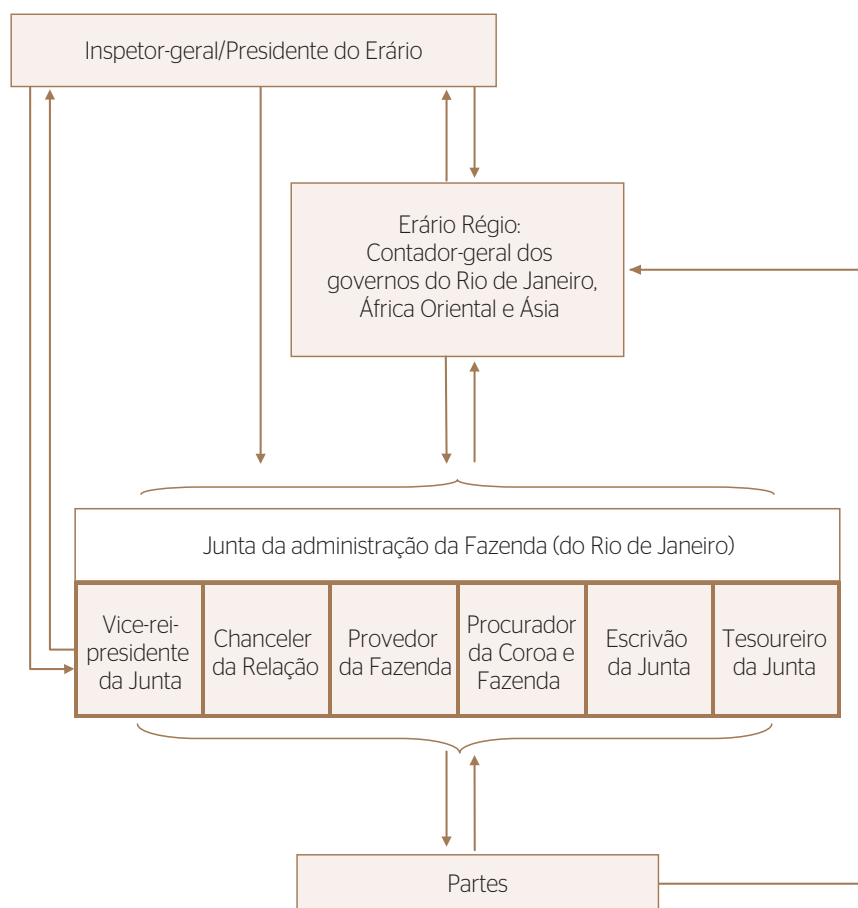 Inspetor-geral/Presidente do Erário
Erário Régio:
Contador-geral dos
governos do Rio de Janeiro,
África Oriental e Ásia
Junta da administração da Fazenda (do Rio de Janeiro)
Vice-rei-
presidente
da Junta
Chanceler
da Relação
Provedor
da Fazenda
Procurador
da Coroa e
Fazenda
Escrivão
da Junta
Tesoureiro
da Junta
Partes